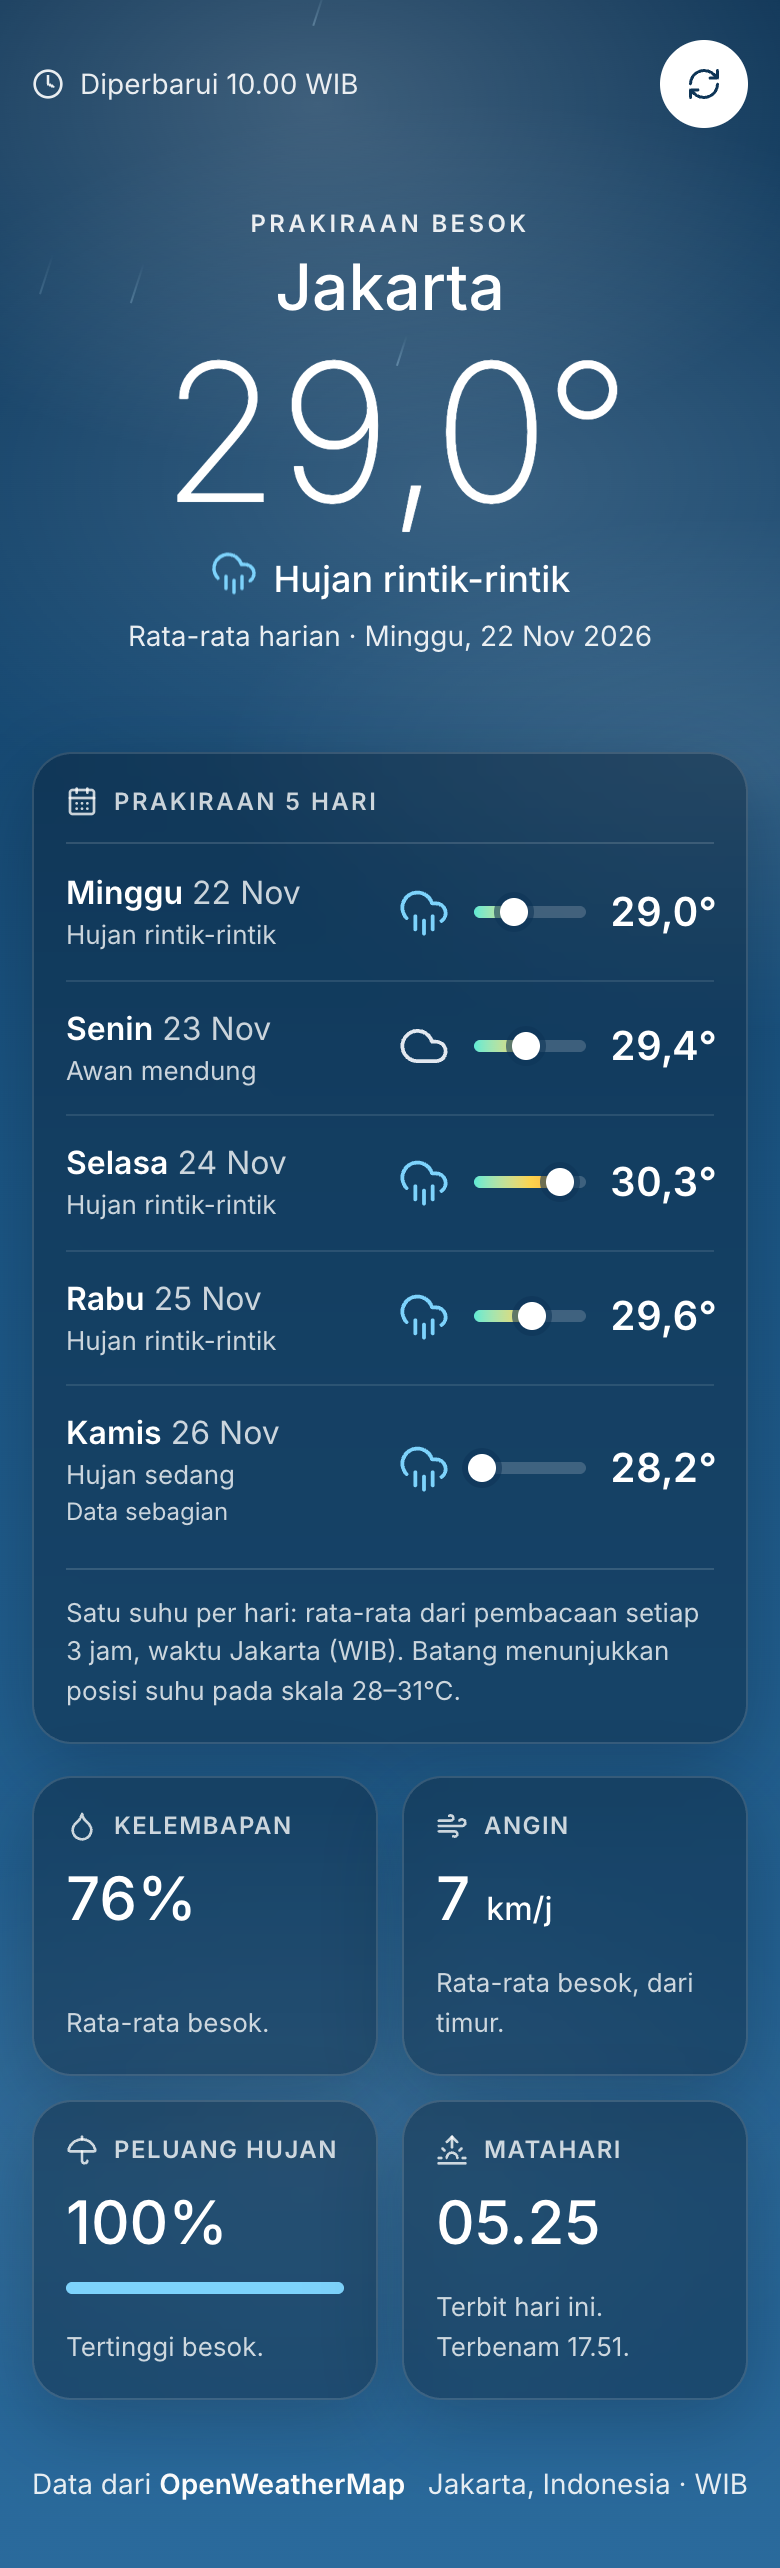 Diperbarui 10.00 WIB
PRAKIRAAN BESOK
Jakarta
29,0°
Hujan rintik-rintik
Rata-rata harian · Minggu, 22 Nov 2026
PRAKIRAAN 5 HARI
Minggu 22 Nov
Hujan rintik-rintik
29,0°
Senin 23 Nov
Awan mendung
29,4°
Selasa 24 Nov
Hujan rintik-rintik
30,3°
Rabu 25 Nov
Hujan rintik-rintik
29,6°
Kamis 26 Nov
Hujan sedang
Data sebagian
28,2°
Satu suhu per hari: rata-rata dari pembacaan setiap
3 jam, waktu Jakarta (WIB). Batang menunjukkan
posisi suhu pada skala 28–31°C.
KELEMBAPAN
76%
Rata-rata besok.
ANGIN
7 km/j
Rata-rata besok, dari
timur.
PELUANG HUJAN
100%
Tertinggi besok.
MATAHARI
05.25
Terbit hari ini.
Terbenam 17.51.
Data dari OpenWeatherMap
Jakarta, Indonesia · WIB